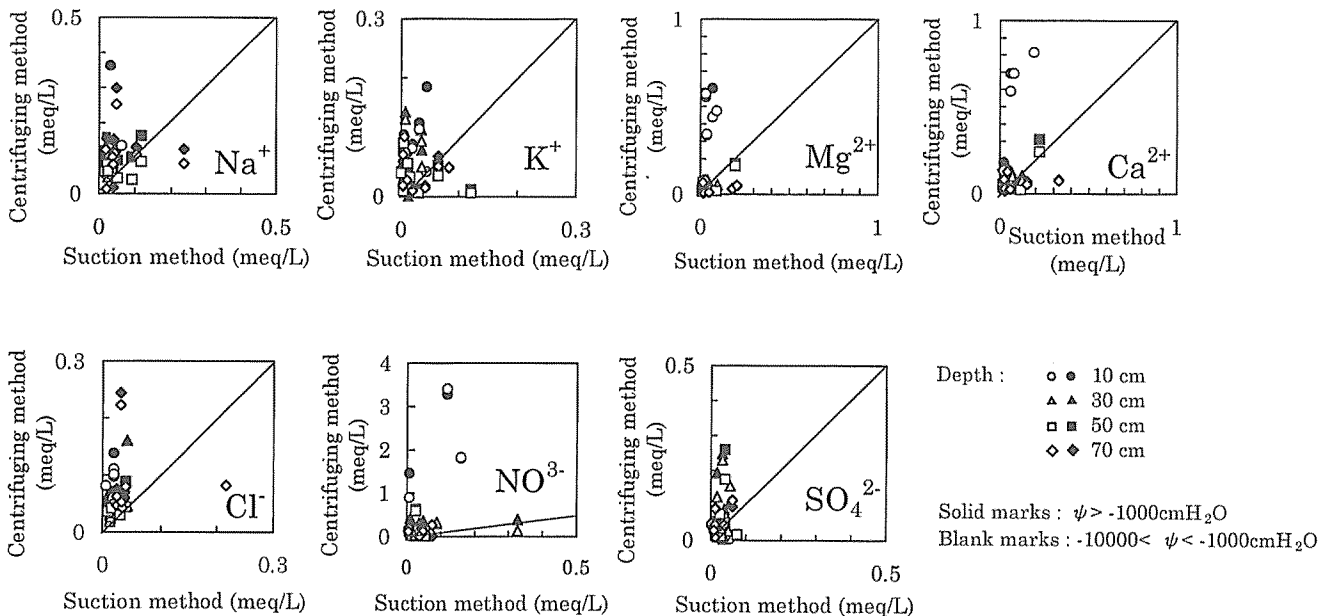 Centrifuging method
(meq/L)
0.5
0
Na⁺
0
0.5
Suction method (meq/L)
Centrifuging method
(meq/L)
0.3
0
K⁺
0
0.3
Suction method (meq/L)
Centrifuging method
(meq/L)
1
0
Mg²⁺
0
1
Suction method (meq/L)
Centrifuging method
(meq/L)
1
0
Ca²⁺
0
Suction method
1
(meq/L)
Centrifuging method
(meq/L)
0.3
0
Cl⁻
0
0.3
Suction method (meq/L)
Centrifuging method
(meq/L)
4
3
2
1
0
NO³⁻
0
0.5
Suction method (meq/L)
Centrifuging method
(meq/L)
0.5
0
SO₄²⁻
0
0.5
Suction method (meq/L)
Depth : ○ ● 10 cm
△ ▲ 30 cm
□ ■ 50 cm
◇ ◆ 70 cm
Solid marks : ψ > -1000cmH₂O
Blank marks : -10000< ψ < -1000cmH₂O